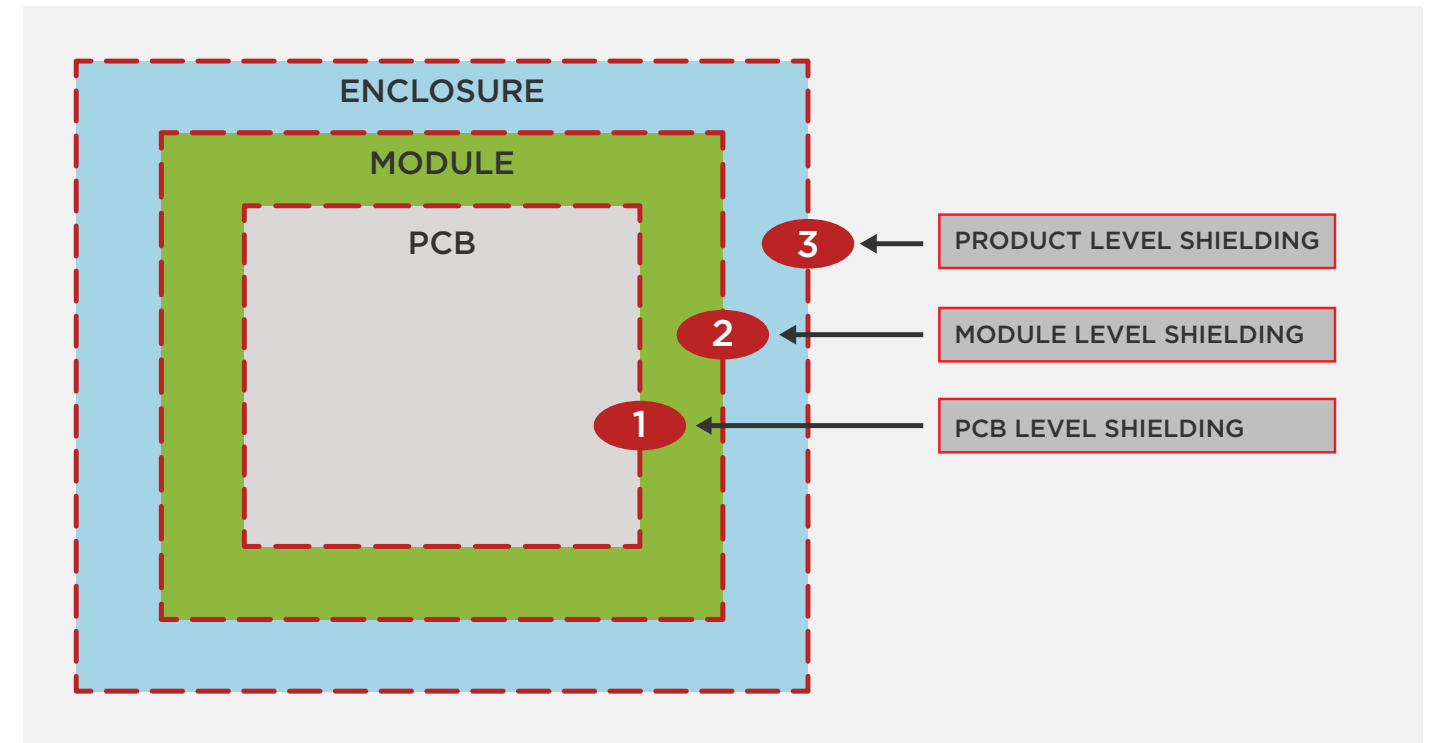 ENCLOSURE
MODULE
PCB
3
PRODUCT LEVEL SHIELDING
2
MODULE LEVEL SHIELDING
1
PCB LEVEL SHIELDING